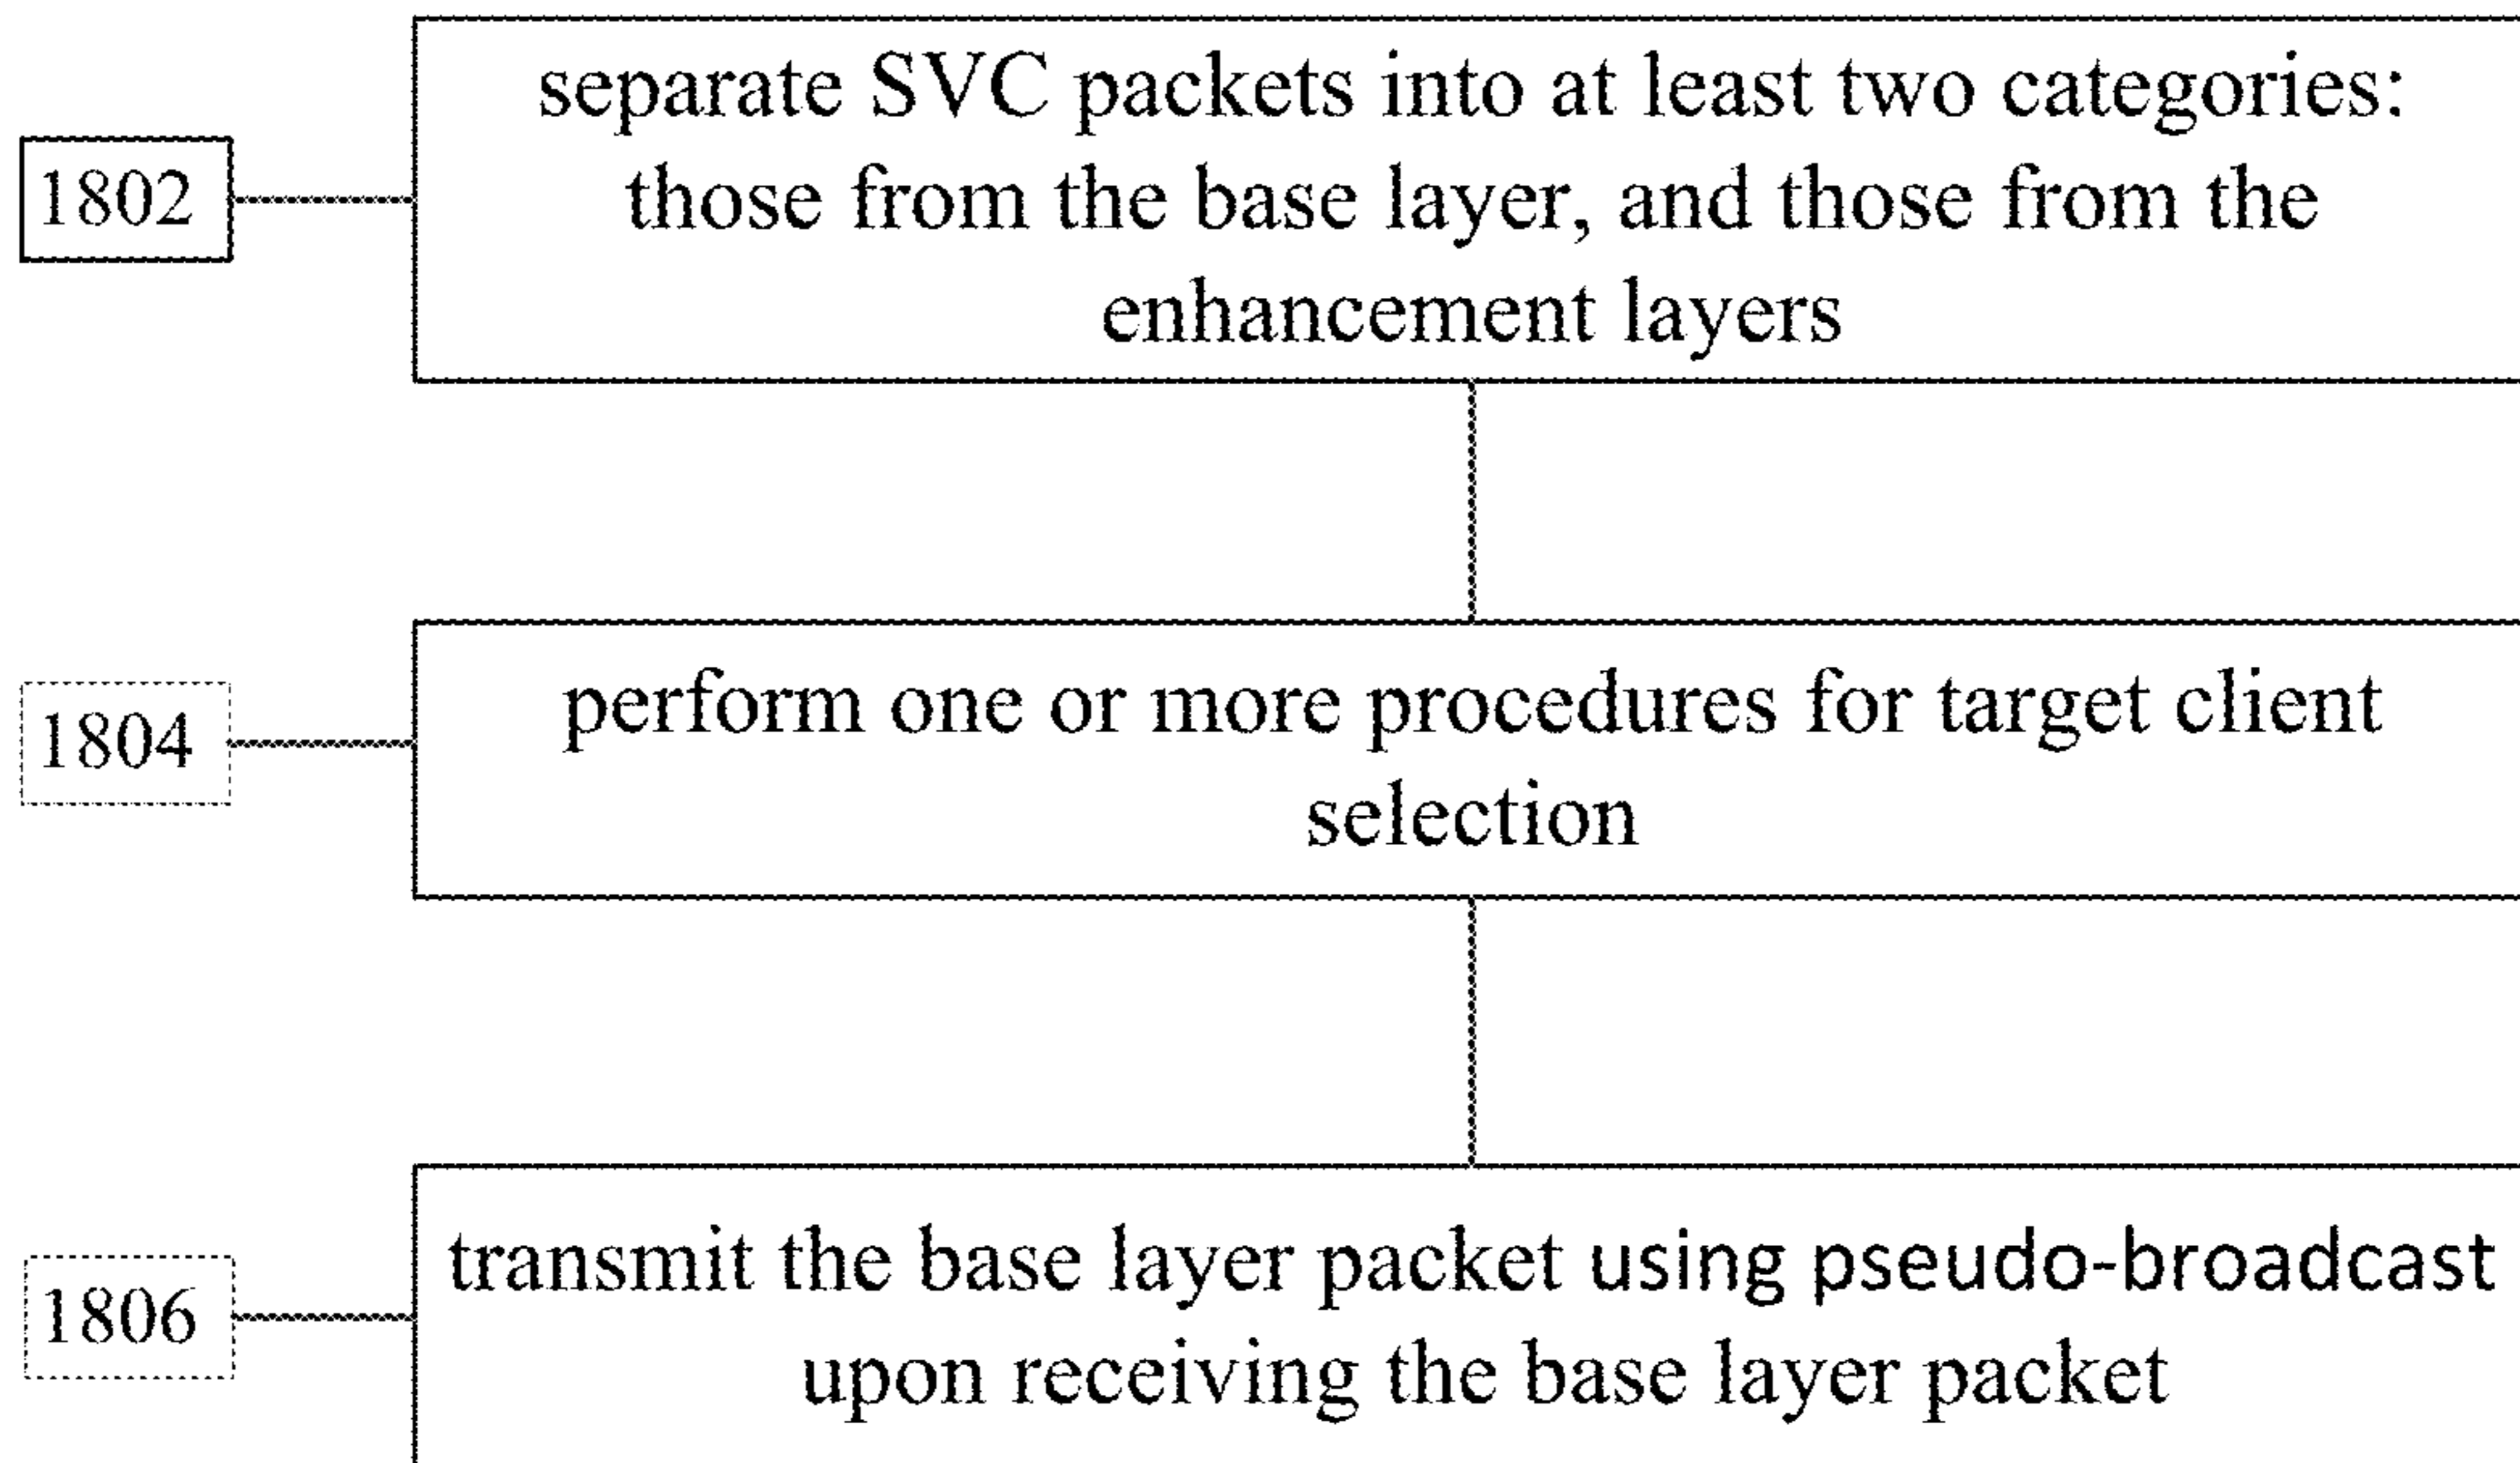 separate SVC packets into at least two categories:
1802
those from the base layer, and those from the
enhancement layers
perform one or more procedures for target client
1804
selection
transmit the base layer packet using pseudo-broadcast
1806
upon receiving the base layer packet